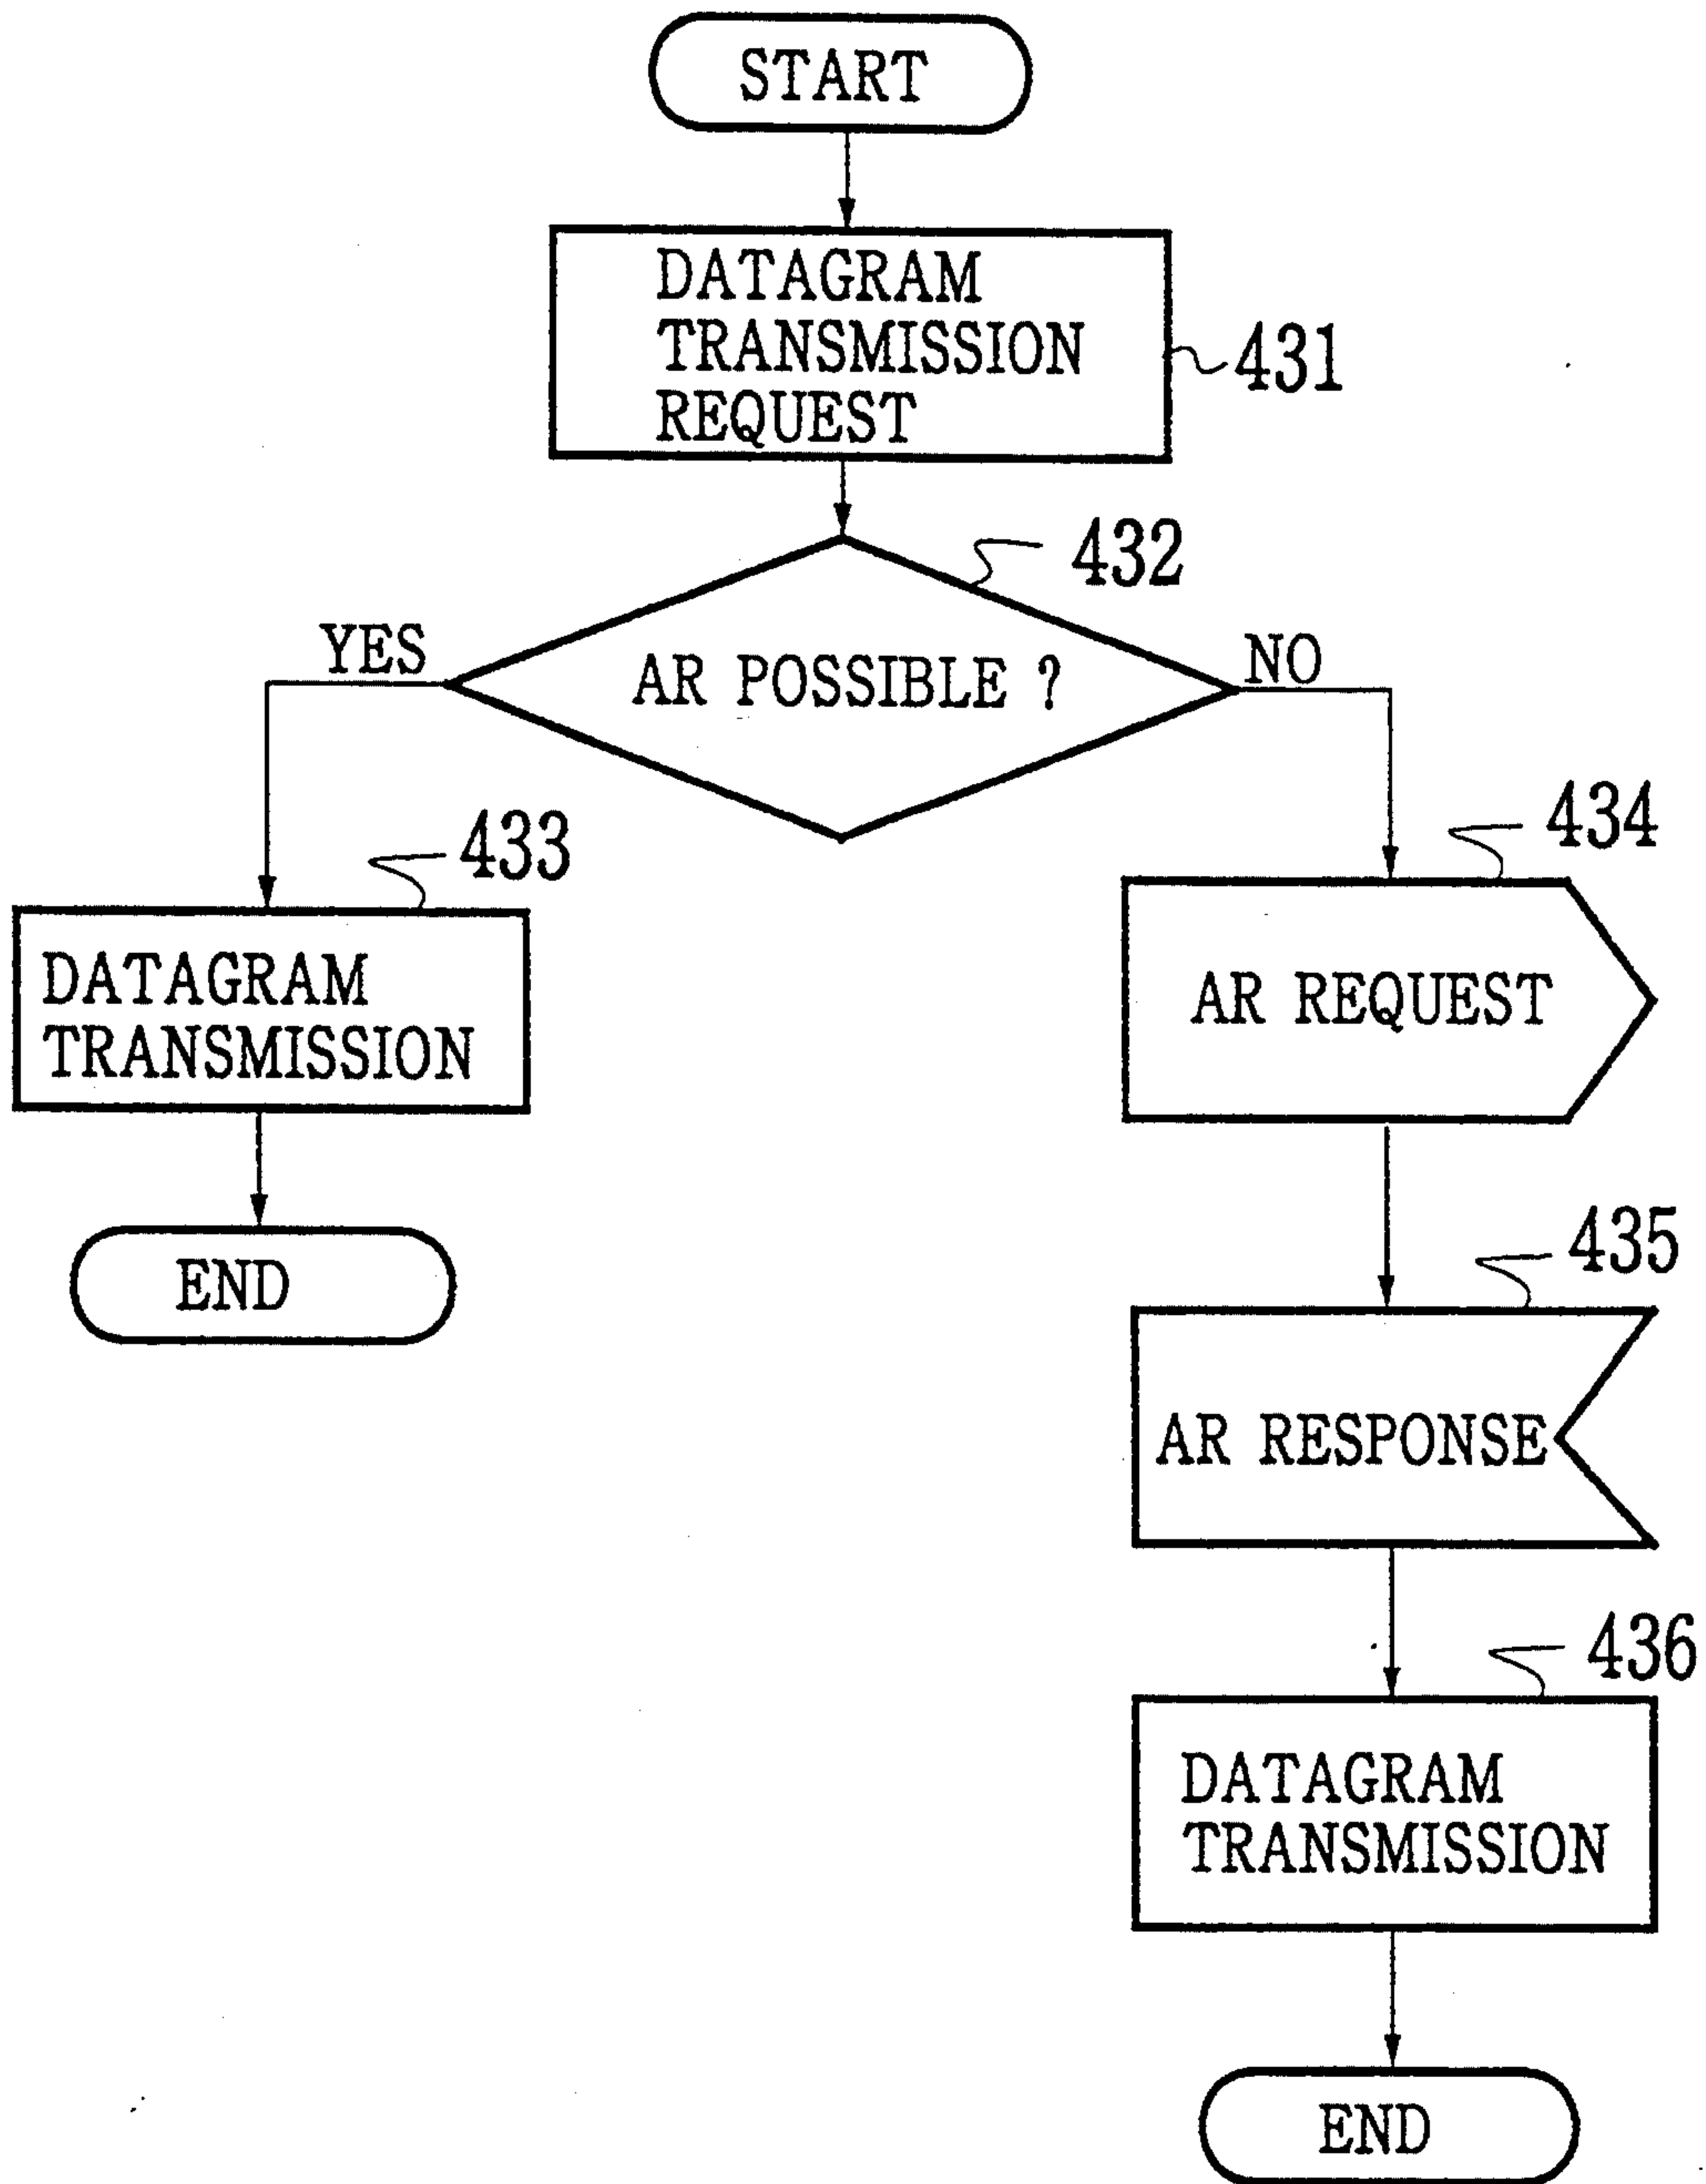 START
DATAGRAM
TRANSMISSION
REQUEST
431
432
YES
AR POSSIBLE ?
NO
433
434
DATAGRAM
TRANSMISSION
AR REQUEST
END
435
AR RESPONSE
436
DATAGRAM
TRANSMISSION
END